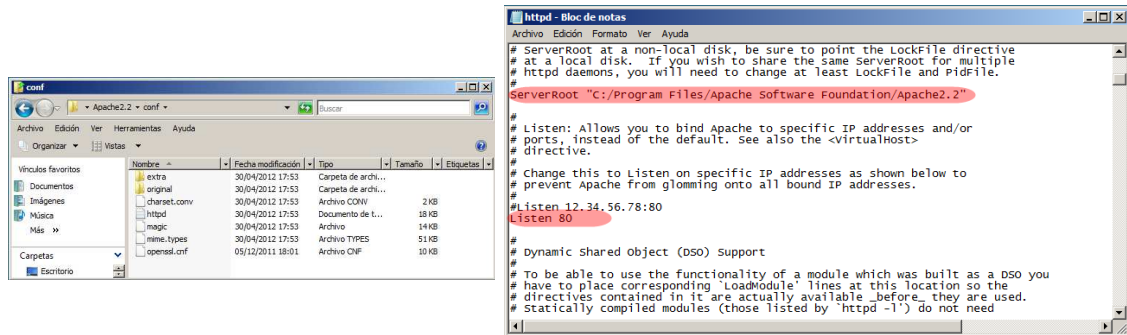 conf
Apache2.2 conf
Buscar
Archivo Edición Ver Herramientas Ayuda
Organizar Vistas
Vínculos favoritos
Documentos
Imágenes
Música
Más »
Carpetas
Escritorio
Nombre Fecha modificación Tipo Tamaño Etiquetas
extra 30/04/2012 17:53 Carpeta de archi...
original 30/04/2012 17:53 Carpeta de archi...
charset.conv 30/04/2012 17:53 Archivo CONV 2 KB
httpd 30/04/2012 17:53 Documento de t... 18 KB
magic 30/04/2012 17:53 Archivo 14 KB
mime.types 30/04/2012 17:53 Archivo TYPES 51 KB
openssl.cnf 05/12/2011 18:01 Archivo CNF 10 KB
httpd - Bloc de notas
Archivo Edición Formato Ver Ayuda
# ServerRoot at a non-local disk, be sure to point the LockFile directive
# at a local disk.  If you wish to share the same ServerRoot for multiple
# httpd daemons, you will need to change at least LockFile and PidFile.
#
ServerRoot "C:/Program Files/Apache Software Foundation/Apache2.2"
#
# Listen: Allows you to bind Apache to specific IP addresses and/or
# ports, instead of the default. See also the <VirtualHost>
# directive.
#
# Change this to Listen on specific IP addresses as shown below to
# prevent Apache from glomming onto all bound IP addresses.
#
#Listen 12.34.56.78:80
Listen 80
#
# Dynamic Shared Object (DSO) Support
#
# To be able to use the functionality of a module which was built as a DSO you
# have to place corresponding `LoadModule' lines at this location so the
# directives contained in it are actually available _before_ they are used.
# Statically compiled modules (those listed by `httpd -l') do not need